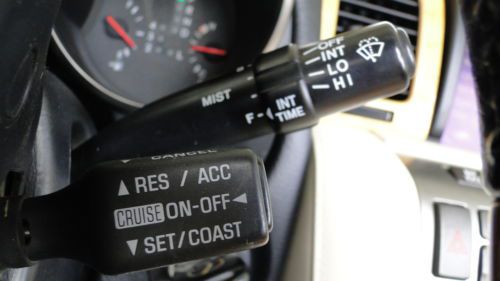 OFF
INT
LO
HI
MIST
F
INT
TIME
CANCEL
RES / ACC
CRUISE ON-OFF
SET/COAST